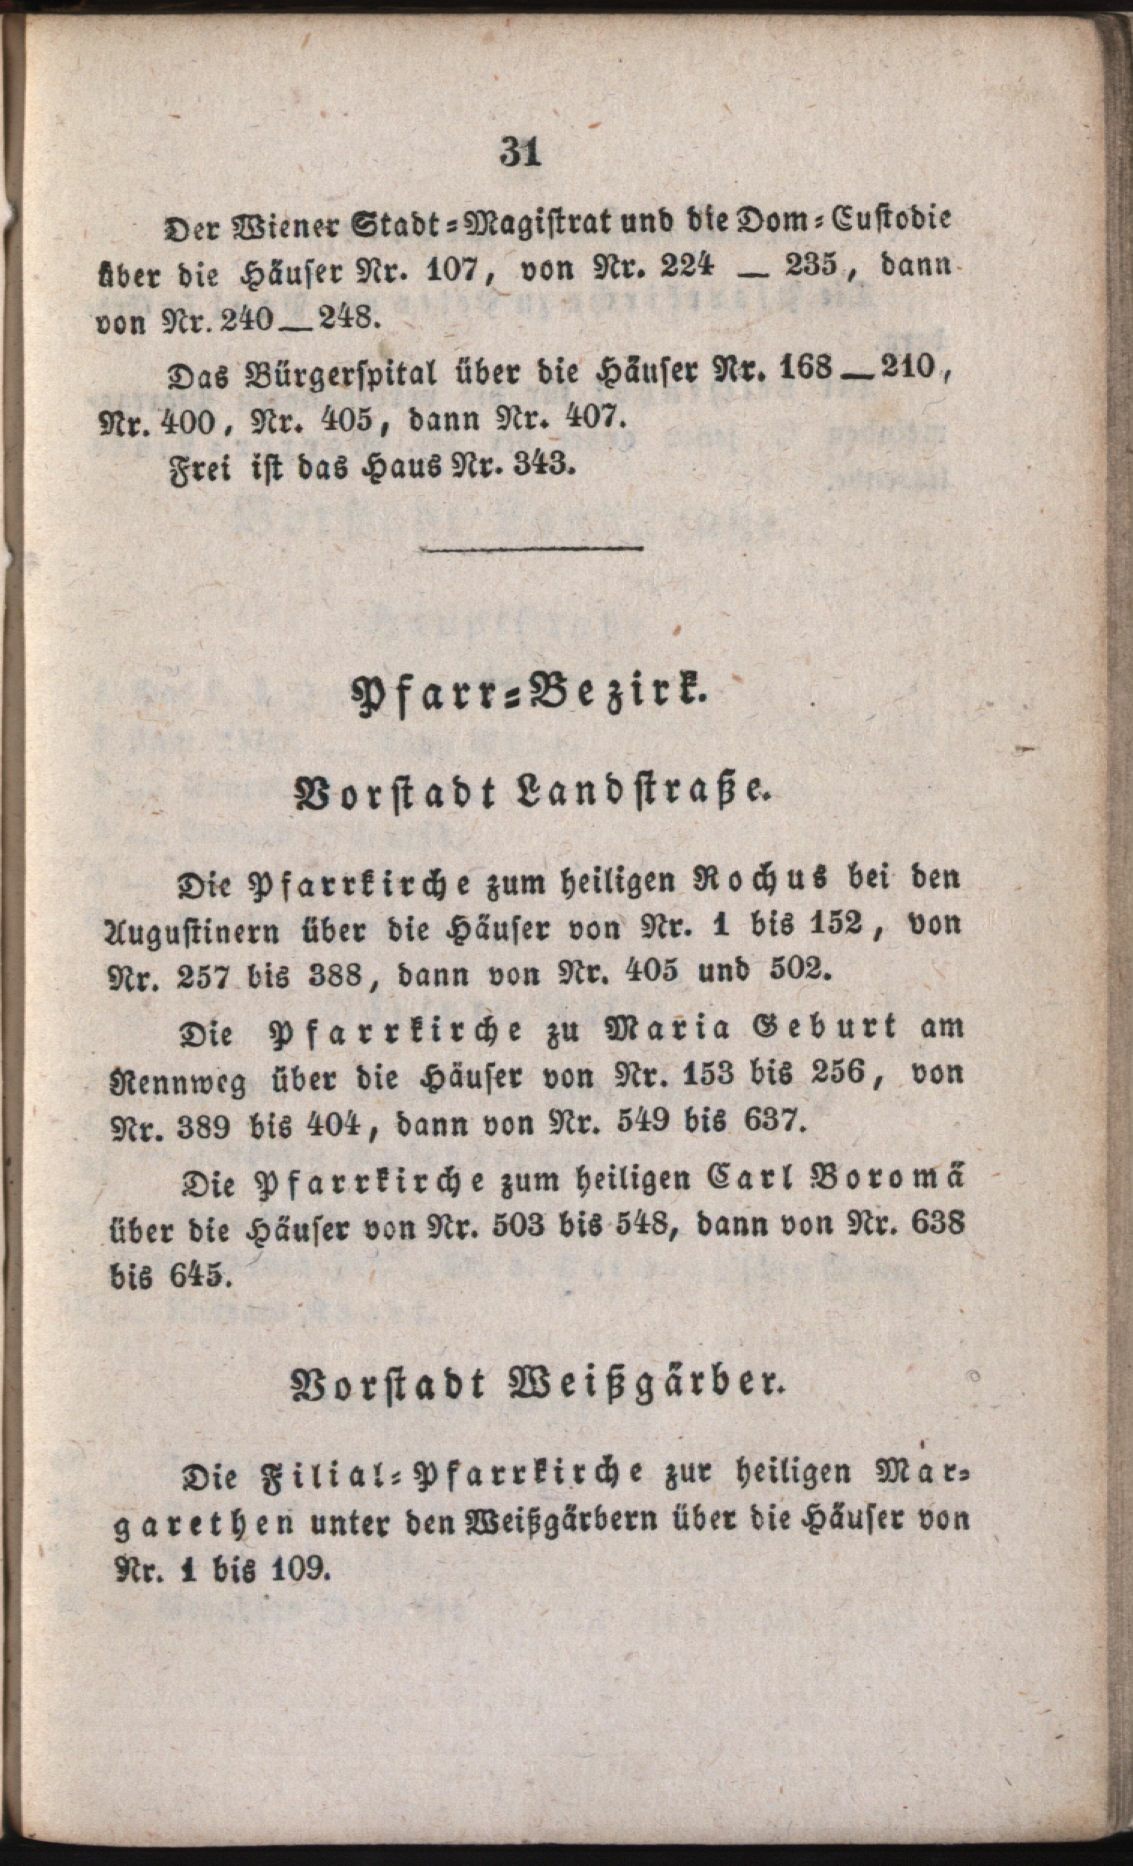 31
Der Wiener Stadt-Magistrat und die Dom-Custodie
über die Häuser Nr. 107, von Nr. 224 — 235, dann
von Nr. 240—248.
Das Bürgerspital über die Häuser Nr. 168—210,
Nr. 400, Nr. 405, dann Nr. 407.
Frei ist das Haus Nr. 343.
Pfarr-Bezirk.
Vorstadt Landstraße.
Die Pfarrkirche zum heiligen Rochus bei den
Augustinern über die Häuser von Nr. 1 bis 152, von
Nr. 257 bis 388, dann von Nr. 405 und 502.
Die Pfarrkirche zu Maria Geburt am
Rennweg über die Häuser von Nr. 153 bis 256, von
Nr. 389 bis 404, dann von Nr. 549 bis 637.
Die Pfarrkirche zum heiligen Carl Boromä
über die Häuser von Nr. 503 bis 548, dann von Nr. 638
bis 645.
Vorstadt Weißgärber.
Die Filial-Pfarrkirche zur heiligen Mar-
garethen unter den Weißgärbern über die Häuser von
Nr. 1 bis 109.